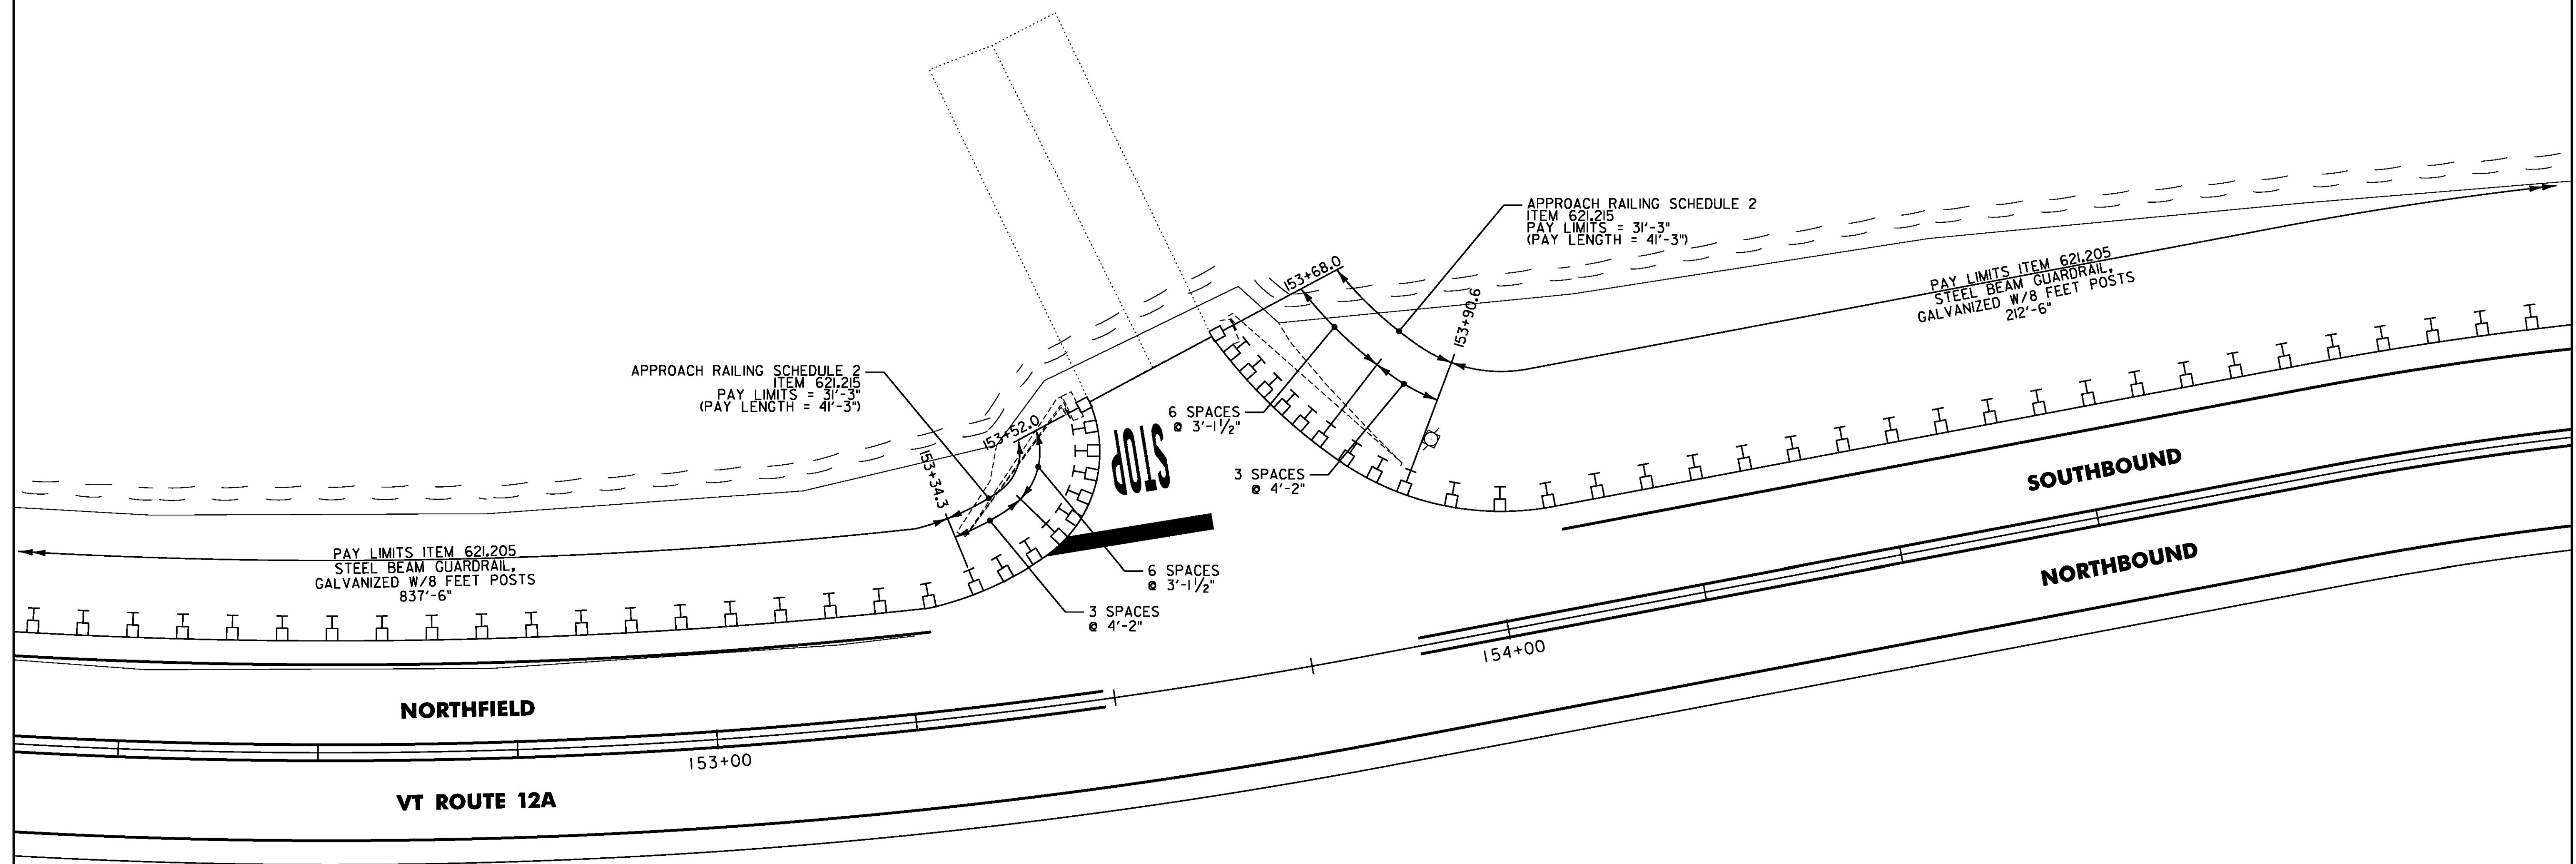 APPROACH RAILING SCHEDULE 2
ITEM 621.215
PAY LIMITS = 31'-3"
(PAY LENGTH = 41'-3")
153+68.0
153+90.6
PAY LIMITS ITEM 621.205
STEEL BEAM GUARDRAIL,
GALVANIZED W/8 FEET POSTS
212'-6"
APPROACH RAILING SCHEDULE 2
ITEM 621.215
PAY LIMITS = 31'-3"
(PAY LENGTH = 41'-3")
153+52.0
153+34.3
6 SPACES
@ 3'-1 1/2"
STOP
3 SPACES
@ 4'-2"
SOUTHBOUND
PAY LIMITS ITEM 621.205
STEEL BEAM GUARDRAIL,
GALVANIZED W/8 FEET POSTS
837'-6"
6 SPACES
@ 3'-1 1/2"
3 SPACES
@ 4'-2"
NORTHBOUND
154+00
NORTHFIELD
153+00
VT ROUTE 12A